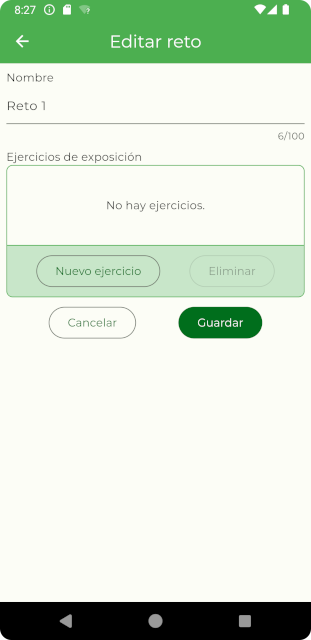 8:27
Editar reto
Nombre
Reto 1
6/100
Ejercicios de exposición
No hay ejercicios.
Nuevo ejercicio
Eliminar
Cancelar
Guardar